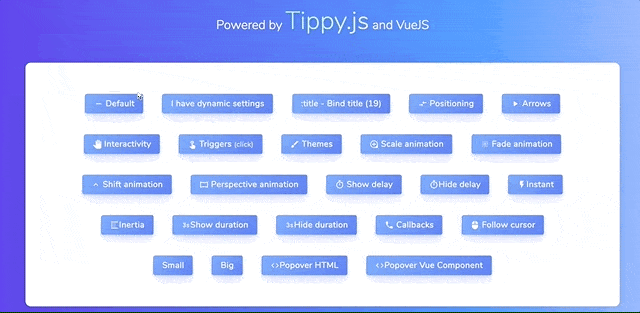 Powered by Tippy.js and VueJS
Default I have dynamic settings :title - Bind title (19) Positioning Arrows
Interactivity Triggers (click) Themes Scale animation Fade animation
Shift animation Perspective animation Show delay Hide delay Instant
Inertia Show duration Hide duration Callbacks Follow cursor
Small Big <>Popover HTML <>Popover Vue Component